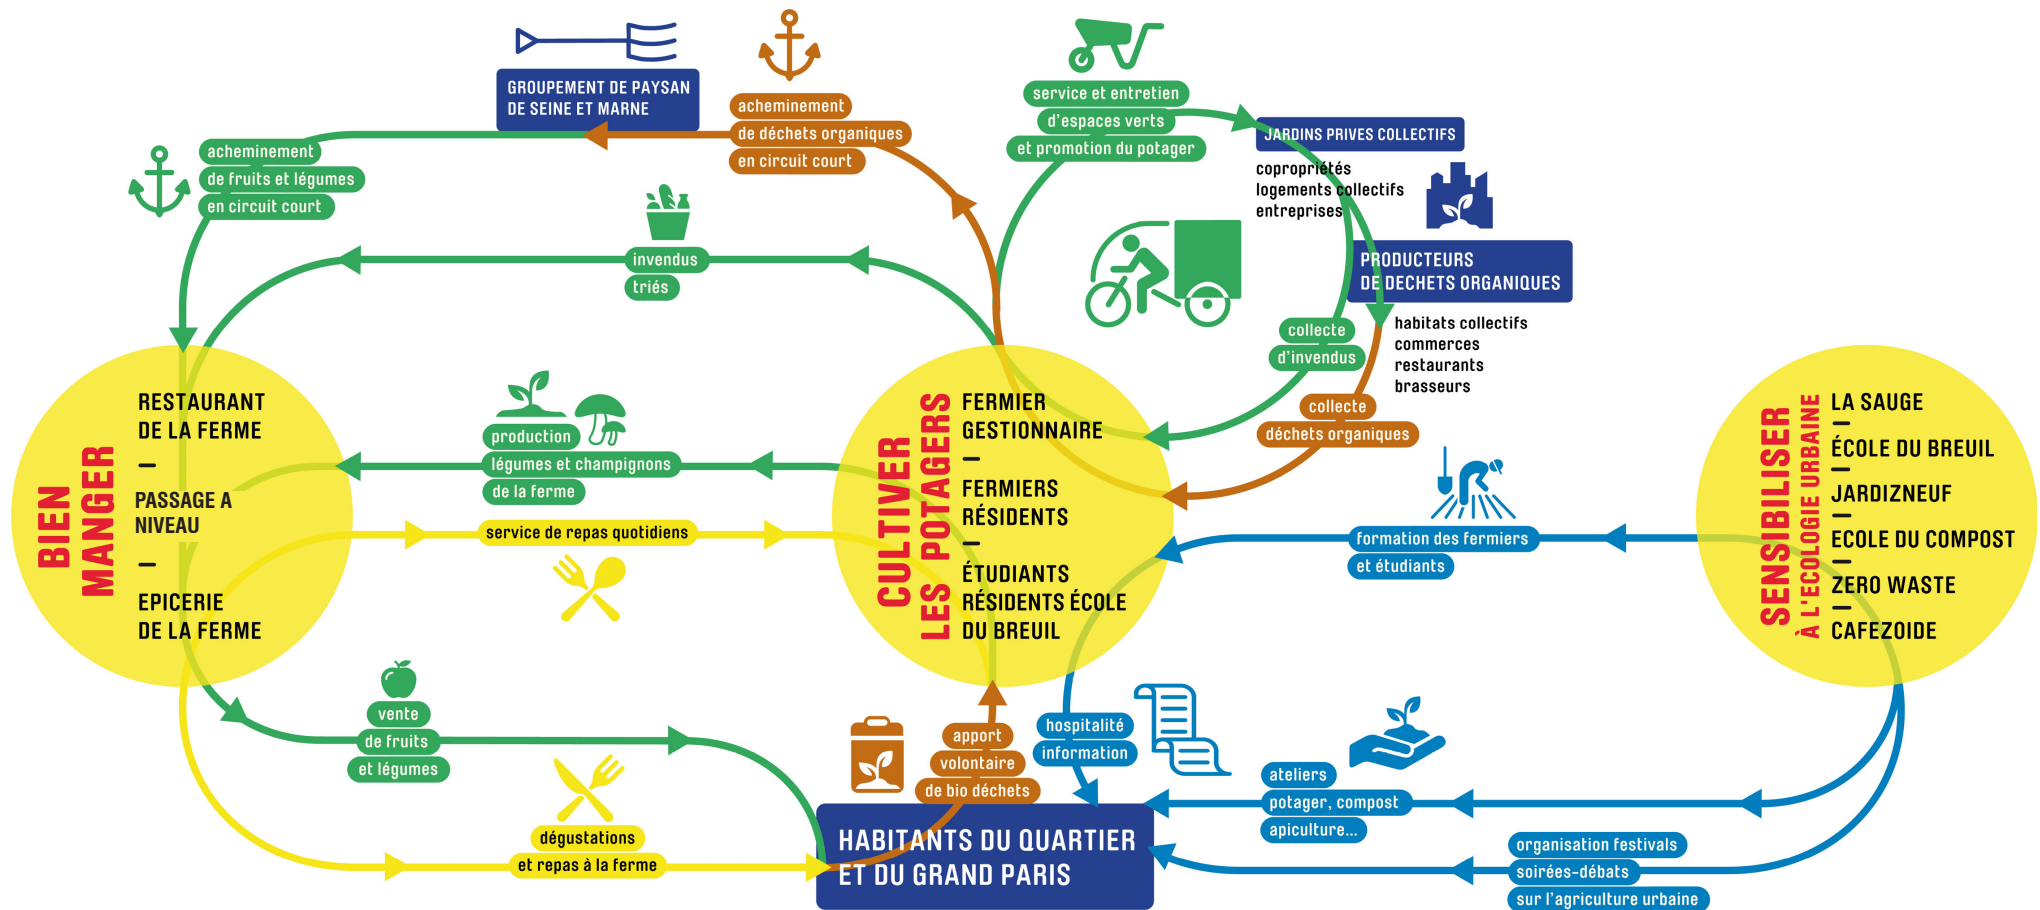 GROUPEMENT DE PAYSAN
DE SEINE ET MARNE
acheminement
de déchets organiques
en circuit court
service et entretien
d'espaces verts
et promotion du potager
JARDINS PRIVES COLLECTIFS
copropriétés
logements collectifs
entreprises
acheminement
de fruits et légumes
en circuit court
invendus
triés
PRODUCTEURS
DE DECHETS ORGANIQUES
habitats collectifs
commerces
restaurants
brasseurs
collecte
d'invendus
collecte
déchets organiques
BIEN
MANGER
RESTAURANT
DE LA FERME
–
PASSAGE A
NIVEAU
–
EPICERIE
DE LA FERME
production
légumes et champignons
de la ferme
service de repas quotidiens
CULTIVER
LES POTAGERS
FERMIER
GESTIONNAIRE
–
FERMIERS
RÉSIDENTS
–
ÉTUDIANTS
RÉSIDENTS ÉCOLE
DU BREUIL
formation des fermiers
et étudiants
SENSIBILISER
À L'ECOLOGIE URBAINE
LA SAUGE
–
ÉCOLE DU BREUIL
–
JARDIZNEUF
–
ECOLE DU COMPOST
–
ZERO WASTE
–
CAFEZOIDE
vente
de fruits
et légumes
dégustations
et repas à la ferme
apport
volontaire
de bio déchets
hospitalité
information
ateliers
potager, compost
apiculture...
organisation festivals
soirées-débats
sur l'agriculture urbaine
HABITANTS DU QUARTIER
ET DU GRAND PARIS